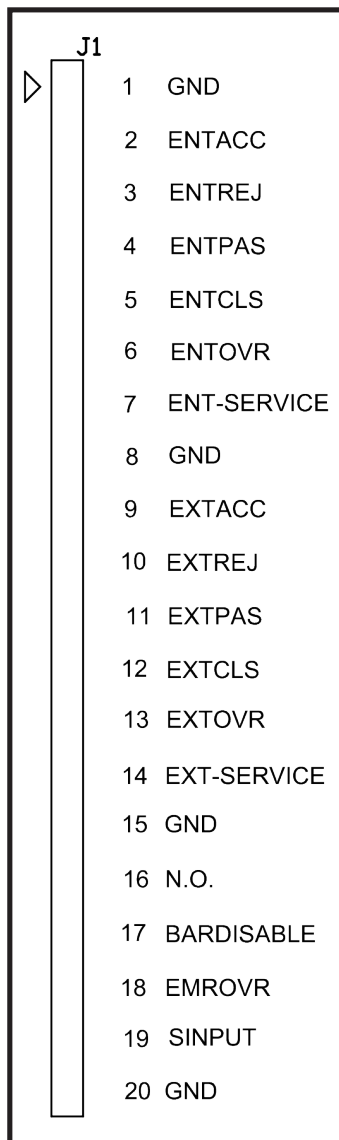 J1
1 GND
2 ENTACC
3 ENTREJ
4 ENTPAS
5 ENTCLS
6 ENTOVR
7 ENT-SERVICE
8 GND
9 EXTACC
10 EXTREJ
11 EXTPAS
12 EXTCLS
13 EXTOVR
14 EXT-SERVICE
15 GND
16 N.O.
17 BARDISABLE
18 EMROVR
19 SINPUT
20 GND